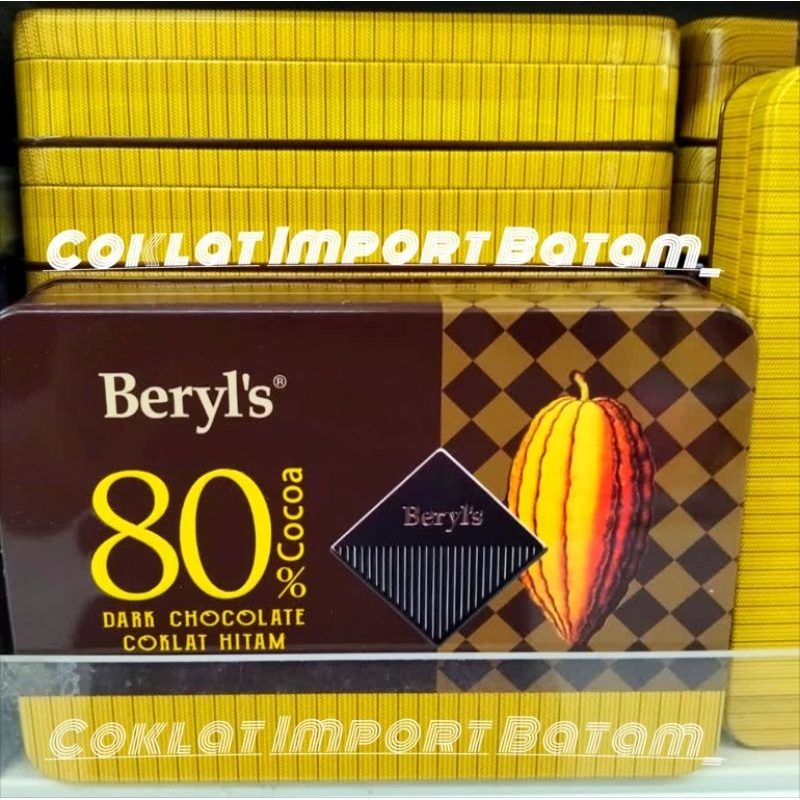 Coklat Import Batam_
Beryl's®
80% Cocoa
Beryl's
DARK CHOCOLATE
COKLAT HITAM
Coklat Import Batam_